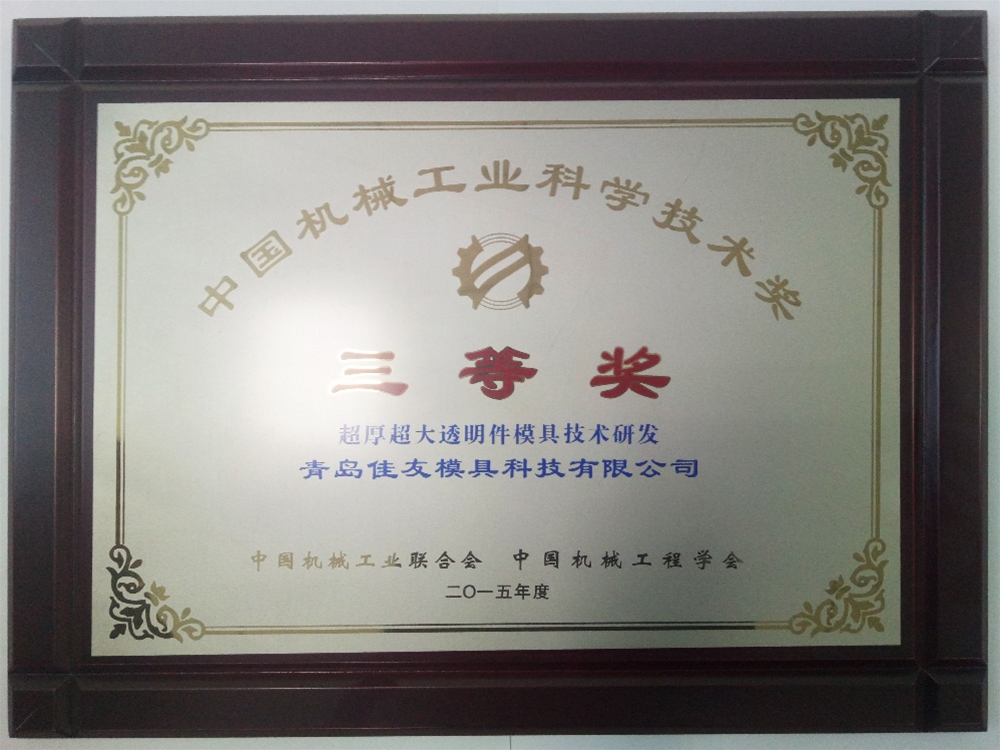 中国机械工业科学技术奖
三等奖
超厚超大透明件模具技术研发
青岛佳友模具科技有限公司
中国机械工业联合会 中国机械工程学会
二〇一五年度